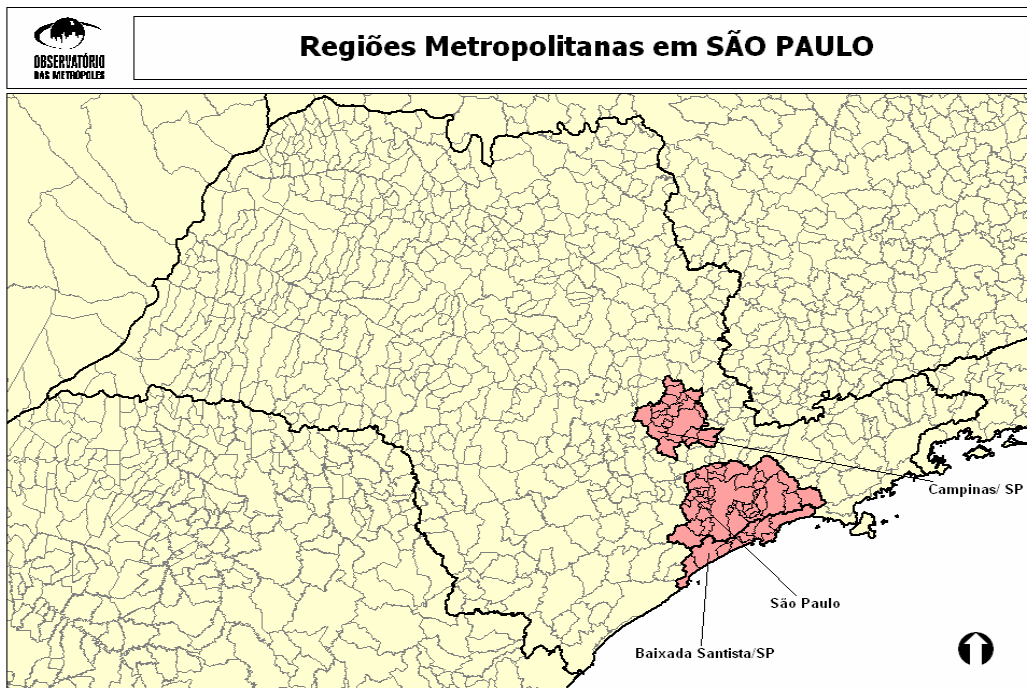 OBSERVATÓRIO
DAS METRÓPOLES
Regiões Metropolitanas em SÃO PAULO
Campinas/ SP
São Paulo
Baixada Santista/SP